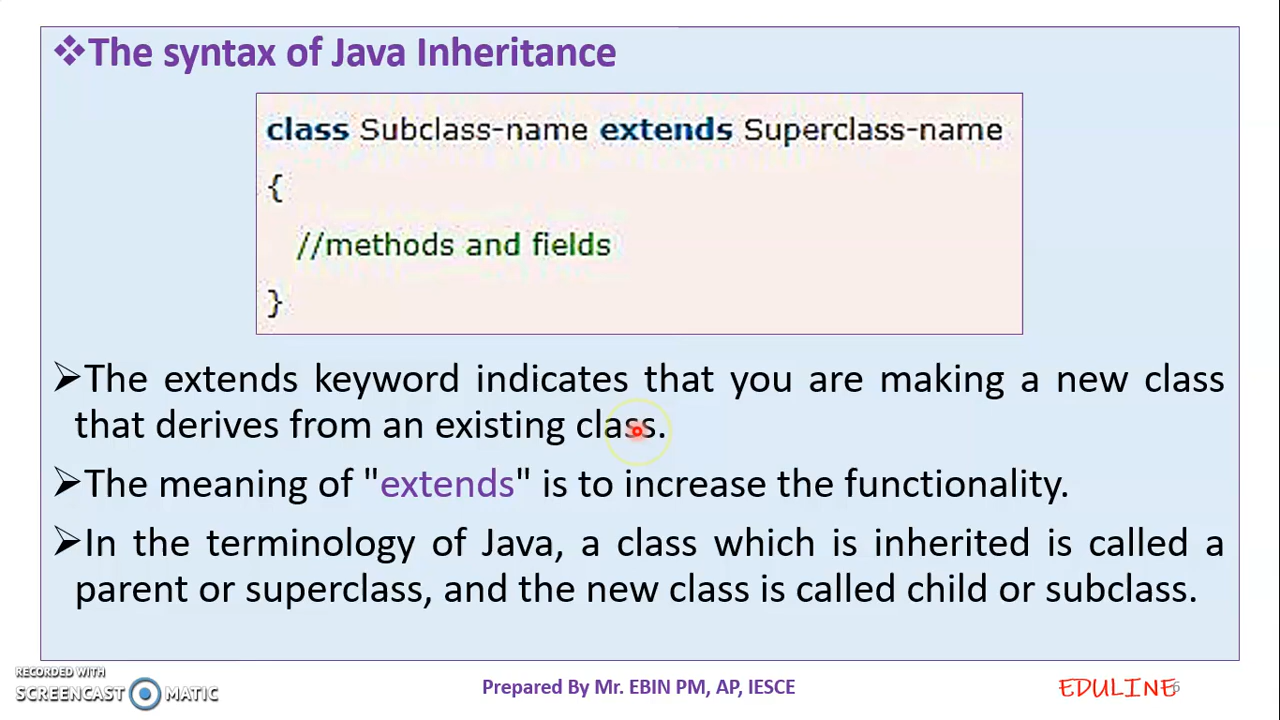 ❖The syntax of Java Inheritance
class Subclass-name extends Superclass-name
{
//methods and fields
}
➢The extends keyword indicates that you are making a new class
that derives from an existing class.
➢The meaning of "extends" is to increase the functionality.
➢In the terminology of Java, a class which is inherited is called a
parent or superclass, and the new class is called child or subclass.
RECORDED WITH
SCREENCAST MATIC
Prepared By Mr. EBIN PM, AP, IESCE
EDULINE 6